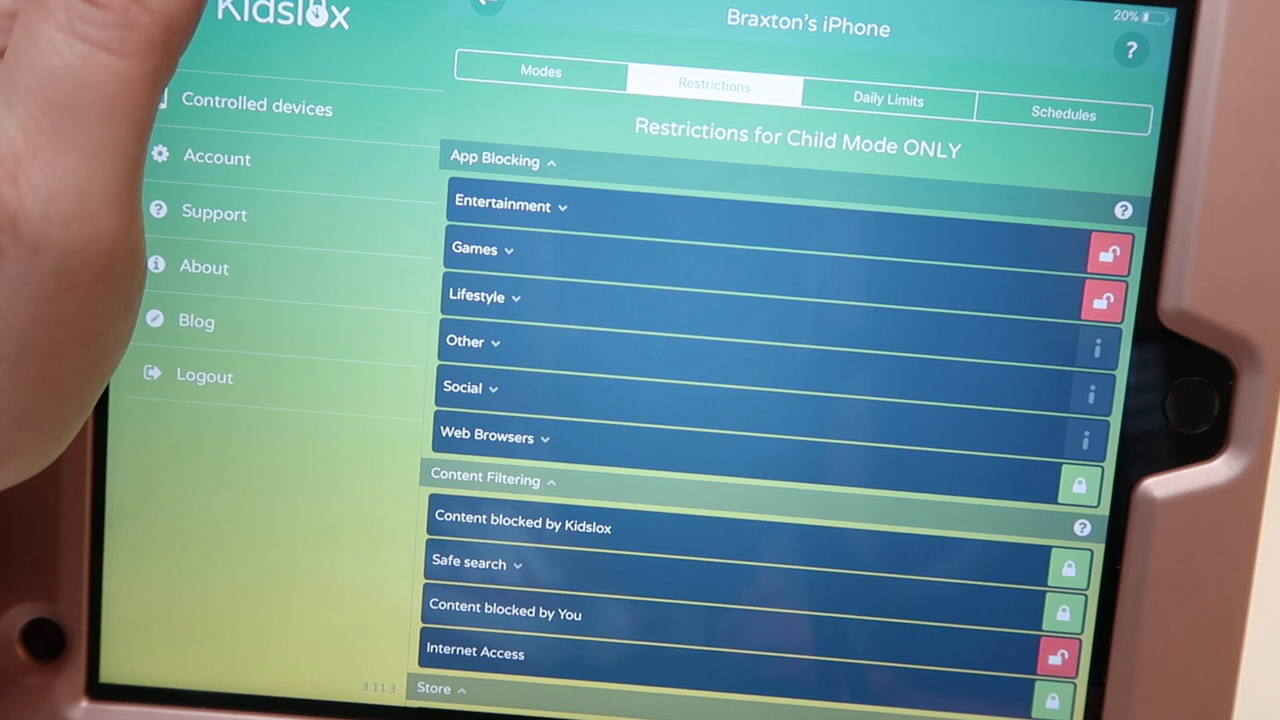 Kidslox
Braxton's iPhone
20%
?
Modes
Restrictions
Daily Limits
Schedules
Restrictions for Child Mode ONLY
Controlled devices
Account
? Support
i About
Blog
Logout
3.11.3
App Blocking
?
Entertainment
Games
Lifestyle
Other
i
Social
i
Web Browsers
i
Content Filtering
?
Content blocked by Kidslox
Safe search
Content blocked by You
Internet Access
Store